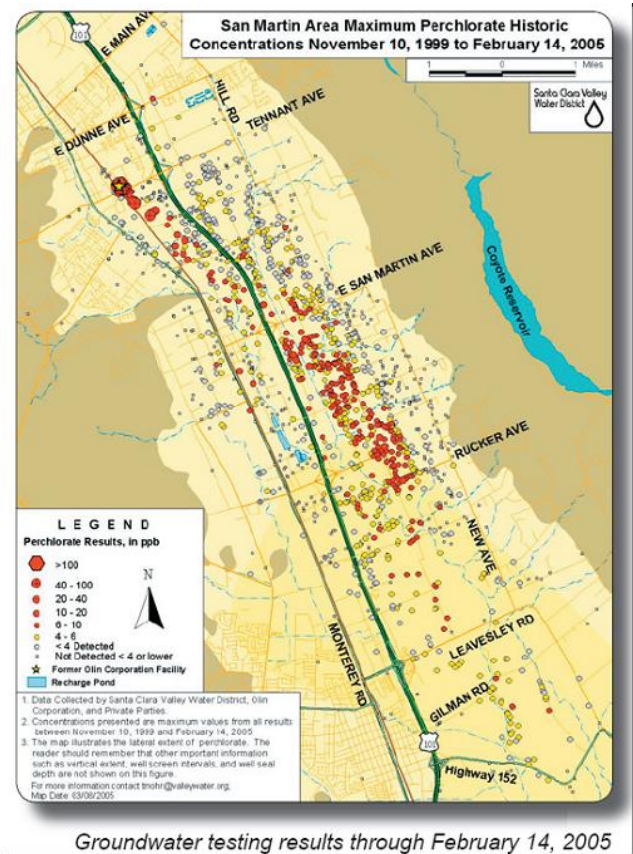 San Martin Area Maximum Perchlorate Historic
Concentrations November 10, 1999 to February 14, 2005
1 0 1 Miles
Santa Clara Valley
Water District
101
E MAIN AVE
HILL RD
TENNANT AVE
E DUNNE AVE
E SAN MARTIN AVE
Coyote Reservoir
RUCKER AVE
NEW AVE
LEAVESLEY RD
MONTEREY RD
GILMAN RD
101
Highway 152
LEGEND
Perchlorate Results, in ppb
>100
40 - 100
20 - 40
10 - 20
6 - 10
4 - 6
< 4 Detected
Not Detected < 4 or lower
Former Olin Corporation Facility
Recharge Pond
N
1. Data Collected by Santa Clara Valley Water District, Olin
Corporation, and Private Parties.
2. Concentrations presented are maximum values from all results
between November 10, 1999 and February 14, 2005
3. The map illustrates the lateral extent of perchlorate. The
reader should remember that other important information
such as vertical extent, well screen intervals, and well seal
depth are not shown on this figure.
For more information contact tmohr@valleywater.org,
Map Date: 03/08/2005
Groundwater testing results through February 14, 2005